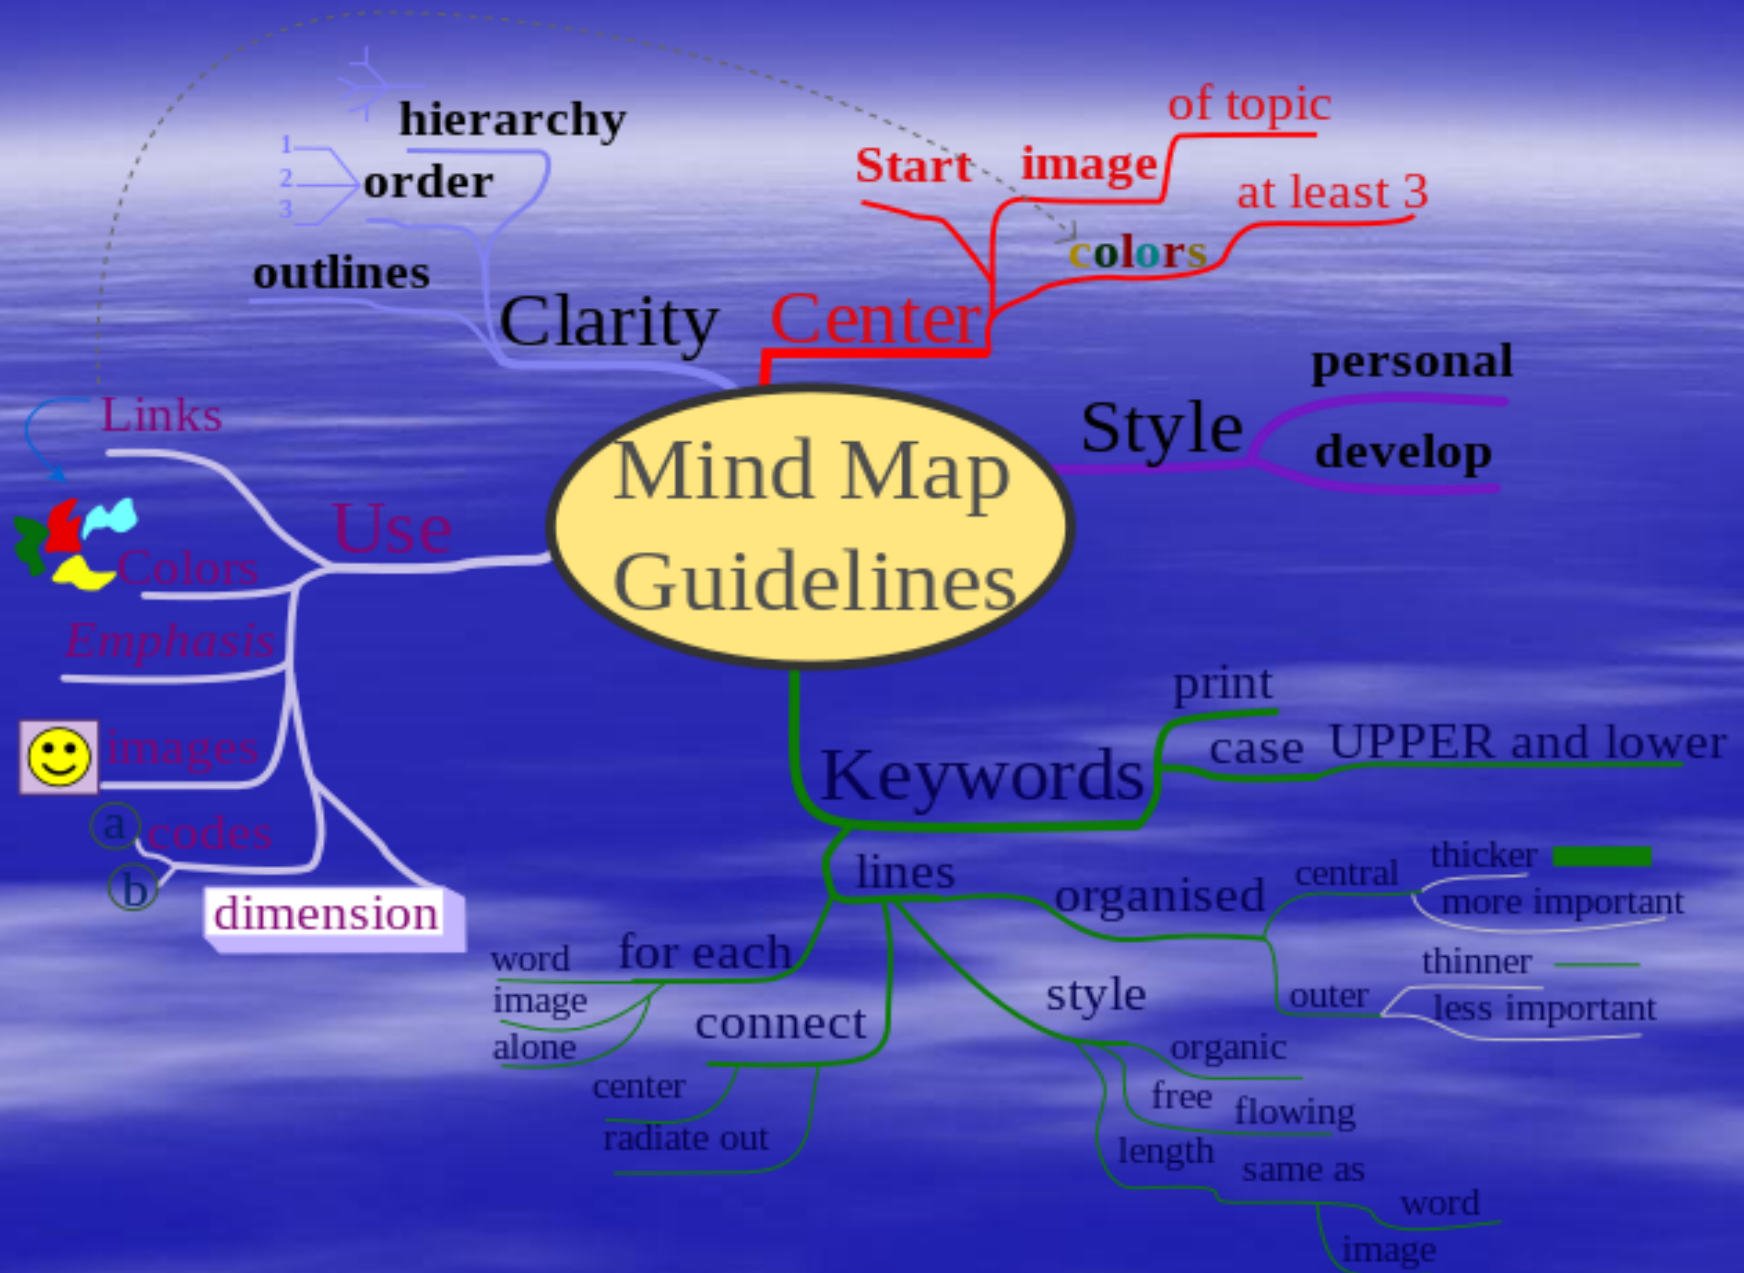 hierarchy
1
2
3
order
outlines
Clarity
Start
image
of topic
colors
at least 3
Center
Style
personal
develop
Mind Map
Guidelines
Links
Use
Colors
Emphasis
images
a
codes
b
dimension
Keywords
print
case
UPPER and lower
lines
organised
central
thicker
more important
outer
thinner
less important
for each
word
image
alone
connect
center
radiate out
style
organic
free
flowing
length
same as
word
image